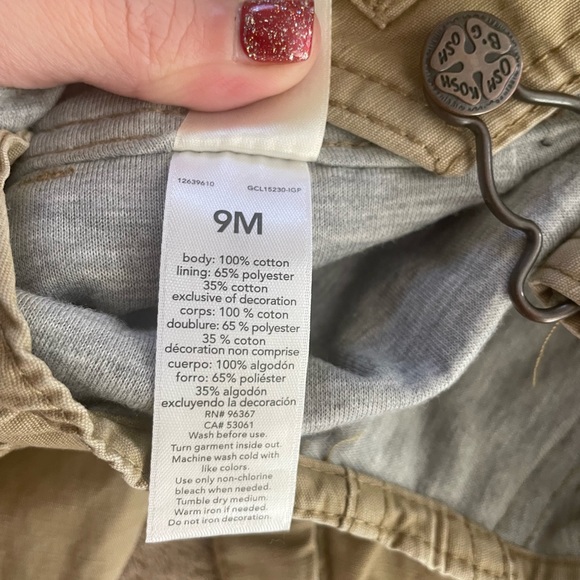 OSH
KOSH
B'G
OSH
12639610 GCL15230-IGP
9M
body: 100% cotton
lining: 65% polyester
35% cotton
exclusive of decoration
corps: 100 % coton
doublure: 65 % polyester
35 % coton
décoration non comprise
cuerpo: 100% algodón
forro: 65% poliéster
35% algodón
excluyendo la decoración
RN# 96367
CA# 53061
Wash before use.
Turn garment inside out.
Machine wash cold with
like colors.
Use only non-chlorine
bleach when needed.
Tumble dry medium.
Warm iron if needed.
Do not iron decoration.